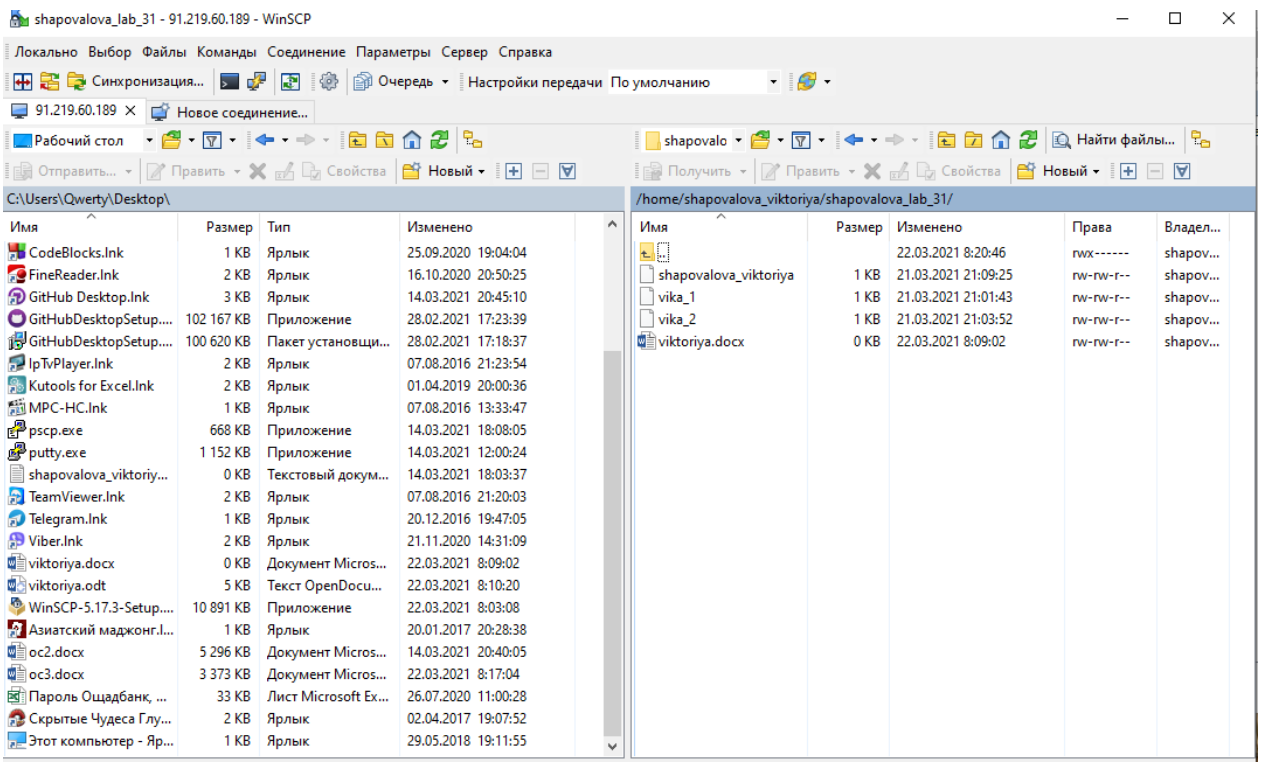 shapovalova_lab_31 - 91.219.60.189 - WinSCP
Локально Выбор Файлы Команды Соединение Параметры Сервер Справка
Синхронизация... Очередь Настройки передачи По умолчанию
91.219.60.189 × Новое соединение...
Рабочий стол shapovalo Найти файлы...
Отправить... Править Свойства Новый Получить Править Свойства Новый
C:\Users\Qwerty\Desktop\ /home/shapovalova_viktoriya/shapovalova_lab_31/
Имя Размер Тип Изменено
CodeBlocks.lnk 1 KB Ярлык 25.09.2020 19:04:04
FineReader.lnk 2 KB Ярлык 16.10.2020 20:50:25
GitHub Desktop.lnk 3 KB Ярлык 14.03.2021 20:45:10
GitHubDesktopSetup.... 102 167 KB Приложение 28.02.2021 17:23:39
GitHubDesktopSetup.... 100 620 KB Пакет установщи... 28.02.2021 17:18:37
IpTvPlayer.lnk 2 KB Ярлык 07.08.2016 21:23:54
Kutools for Excel.lnk 2 KB Ярлык 01.04.2019 20:00:36
MPC-HC.lnk 1 KB Ярлык 07.08.2016 13:33:47
pscp.exe 668 KB Приложение 14.03.2021 18:08:05
putty.exe 1 152 KB Приложение 14.03.2021 12:00:24
shapovalova_viktoriy... 0 KB Текстовый докум... 14.03.2021 18:03:37
TeamViewer.lnk 2 KB Ярлык 07.08.2016 21:20:03
Telegram.lnk 1 KB Ярлык 20.12.2016 19:47:05
Viber.lnk 2 KB Ярлык 21.11.2020 14:31:09
viktoriya.docx 0 KB Документ Micros... 22.03.2021 8:09:02
viktoriya.odt 5 KB Текст OpenDocu... 22.03.2021 8:10:20
WinSCP-5.17.3-Setup.... 10 891 KB Приложение 22.03.2021 8:03:08
Азиатский маджонг.l... 1 KB Ярлык 20.01.2017 20:28:38
ос2.docx 5 296 KB Документ Micros... 14.03.2021 20:40:05
ос3.docx 3 373 KB Документ Micros... 22.03.2021 8:17:04
Пароль Ощадбанк, ... 33 KB Лист Microsoft Ex... 26.07.2020 11:00:28
Скрытые Чудеса Глу... 2 KB Ярлык 02.04.2017 19:07:52
Этот компьютер - Яр... 1 KB Ярлык 29.05.2018 19:11:55
Имя Размер Изменено Права Владел...
.. 22.03.2021 8:20:46 rwx------ shapov...
shapovalova_viktoriya 1 KB 21.03.2021 21:09:25 rw-rw-r-- shapov...
vika_1 1 KB 21.03.2021 21:01:43 rw-rw-r-- shapov...
vika_2 1 KB 21.03.2021 21:03:52 rw-rw-r-- shapov...
viktoriya.docx 0 KB 22.03.2021 8:09:02 rw-rw-r-- shapov...